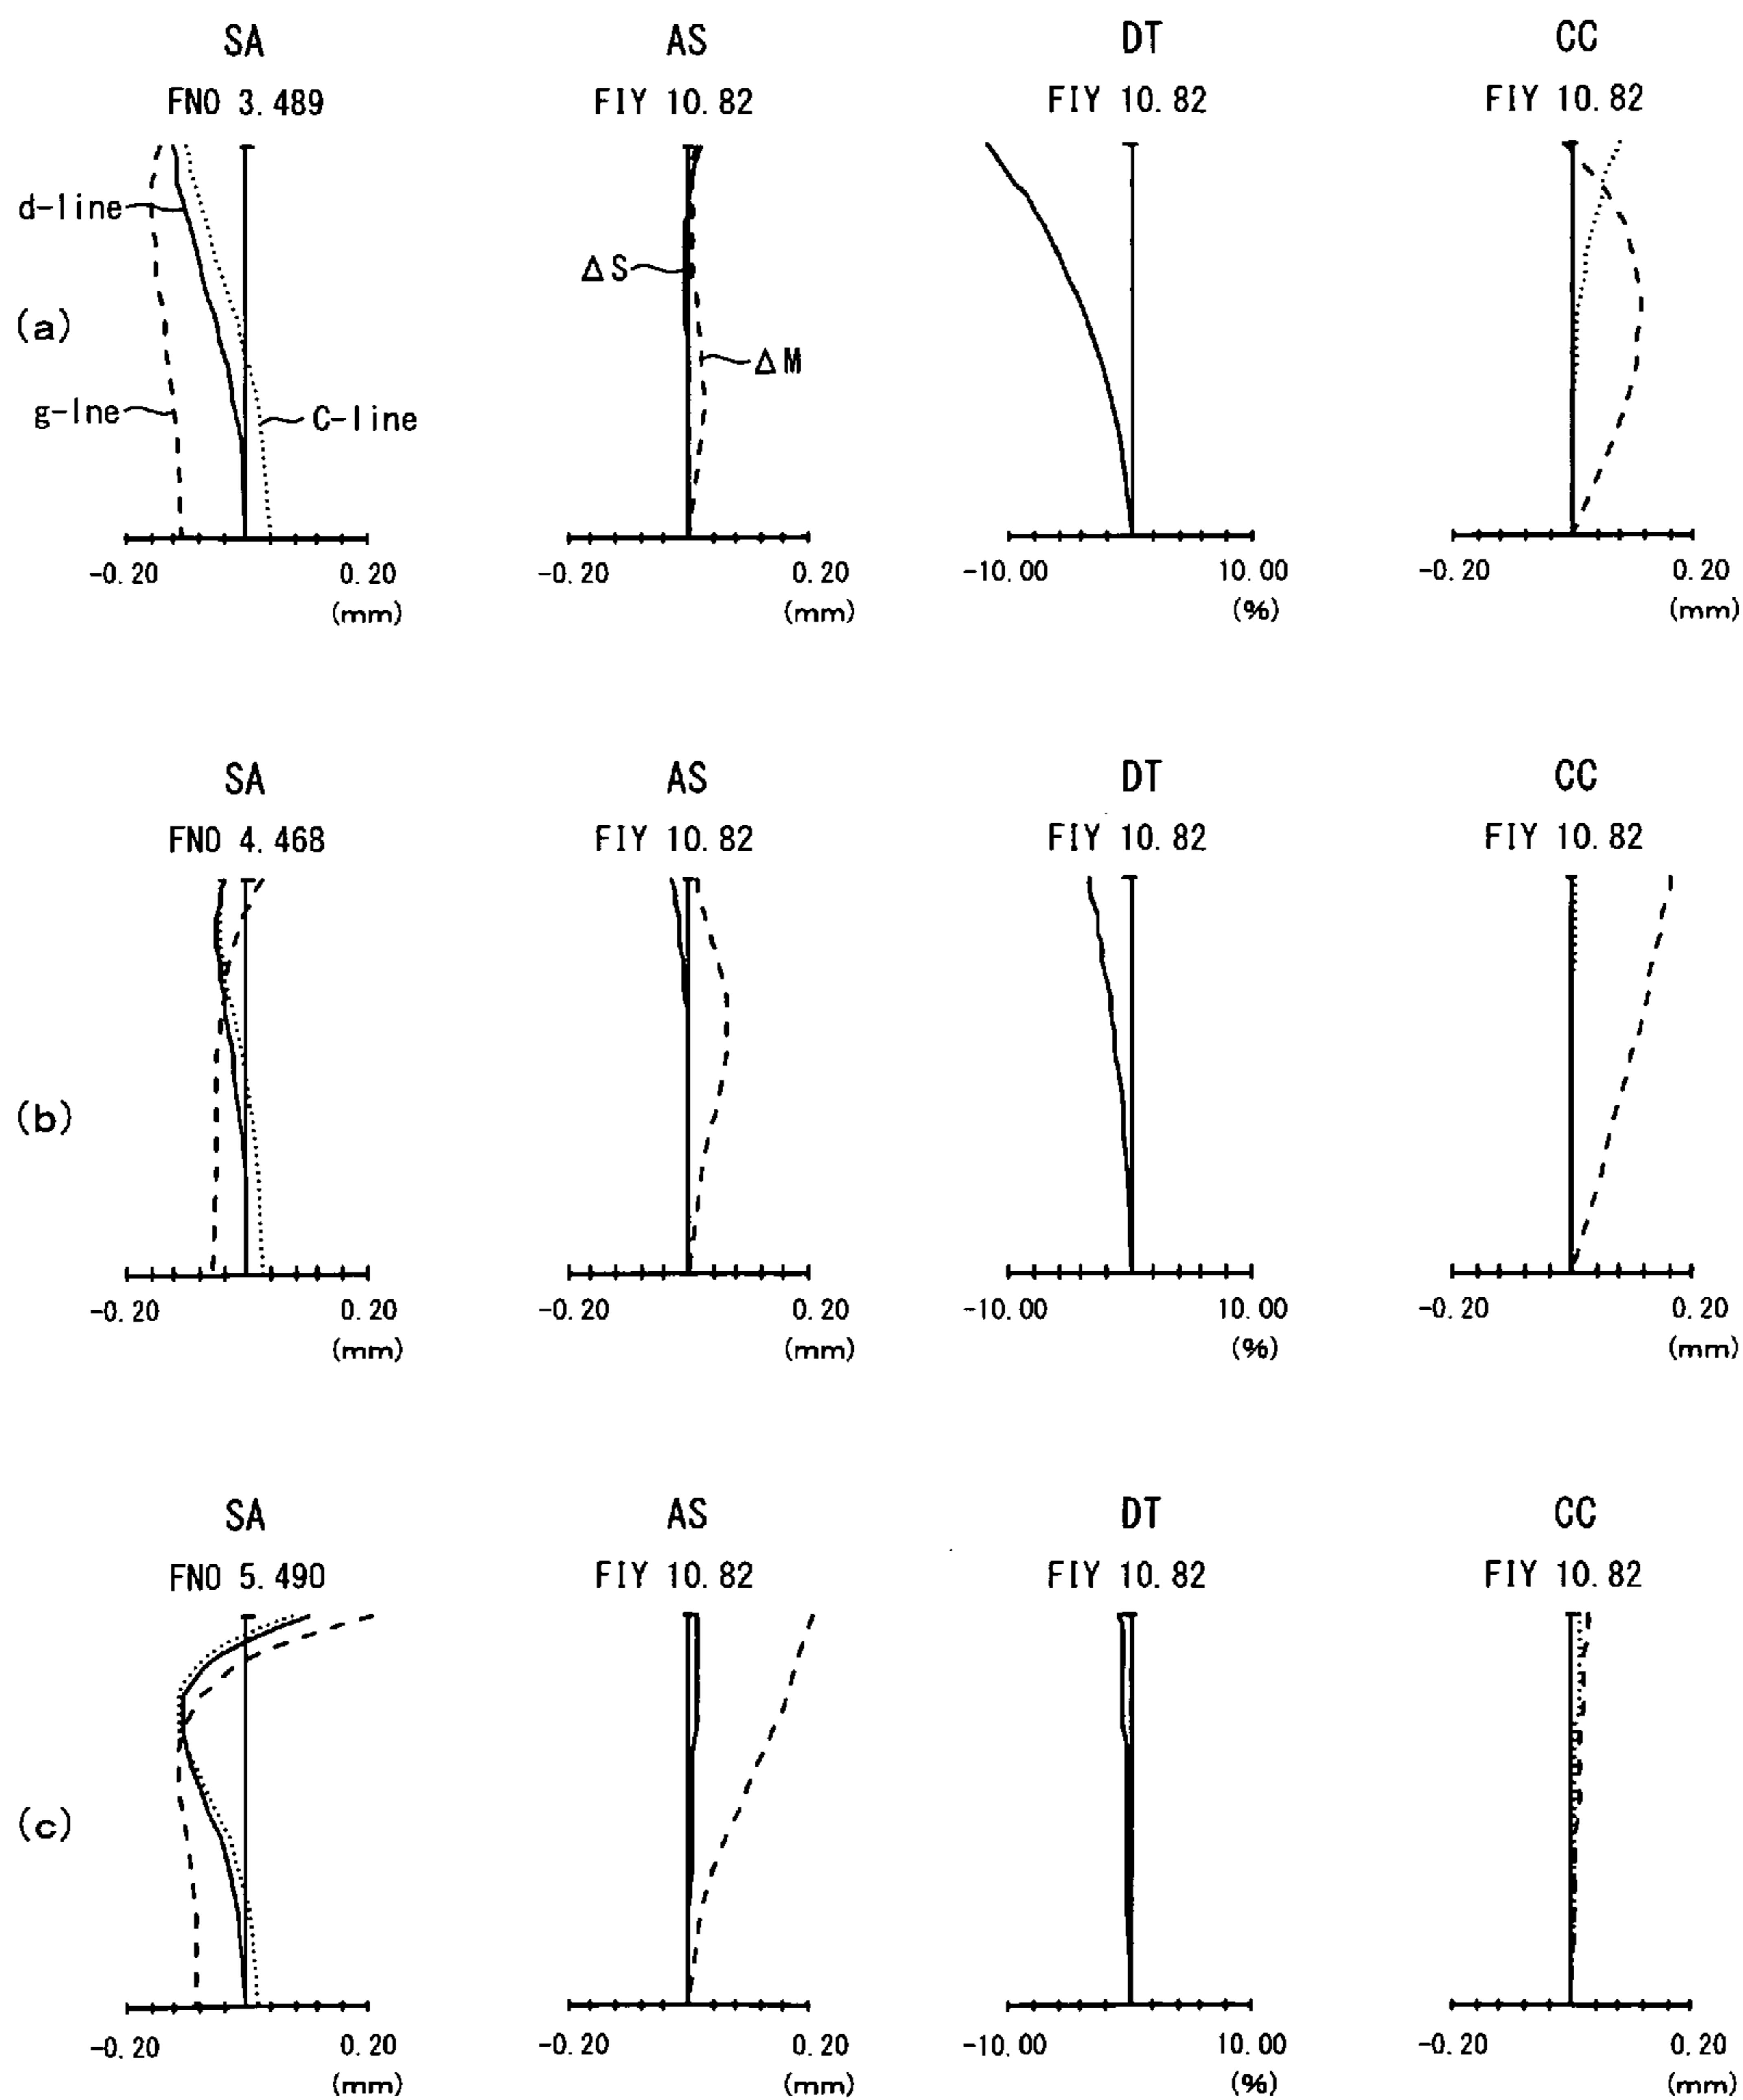 SA AS DT CC
FNO 3.489 FIY 10.82 FIY 10.82 FIY 10.82
d-line
ΔS
(a)
ΔM
g-lne C-line
-0.20 0.20 -0.20 0.20 -10.00 10.00 -0.20 0.20
(mm) (mm) (%) (mm)
SA AS DT CC
FNO 4.468 FIY 10.82 FIY 10.82 FIY 10.82
(b)
-0.20 0.20 -0.20 0.20 -10.00 10.00 -0.20 0.20
(mm) (mm) (%) (mm)
SA AS DT CC
FNO 5.490 FIY 10.82 FIY 10.82 FIY 10.82
(c)
-0.20 0.20 -0.20 0.20 -10.00 10.00 -0.20 0.20
(mm) (mm) (%) (mm)